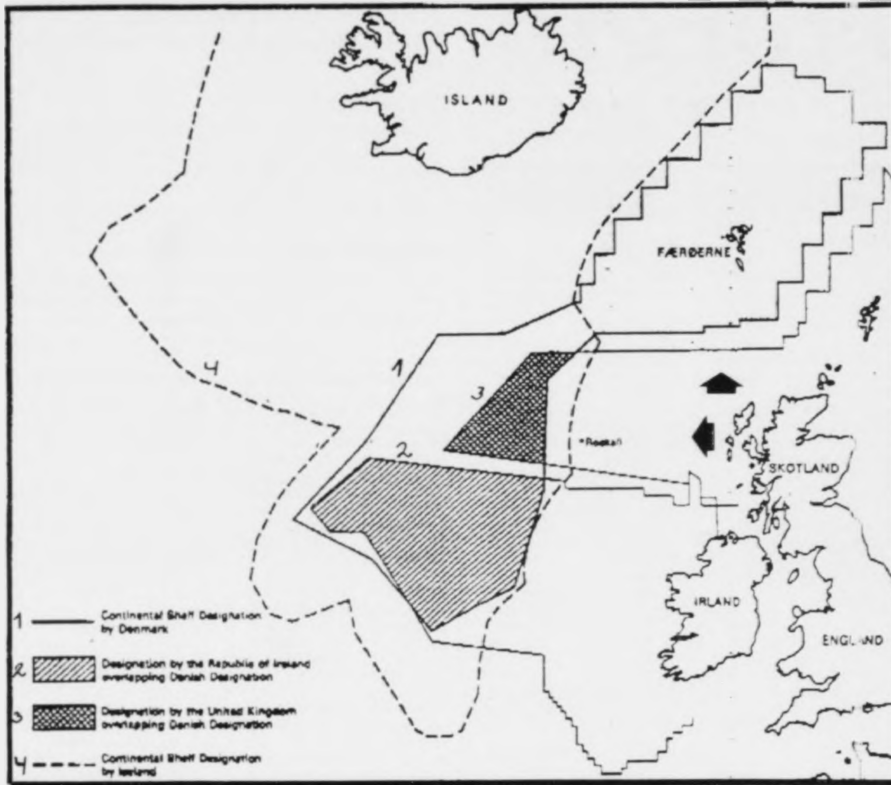 ISLAND
FÆRØERNE
4
1
3
2
Rockall
SKOTLAND
IRLAND
ENGLAND
1 Continental Shelf Designation
by Denmark
2 Designation by the Republic of Ireland
overlapping Danish Designation
3 Designation by the United Kingdom
overlapping Danish Designation
4 Continental Shelf Designation
by Iceland